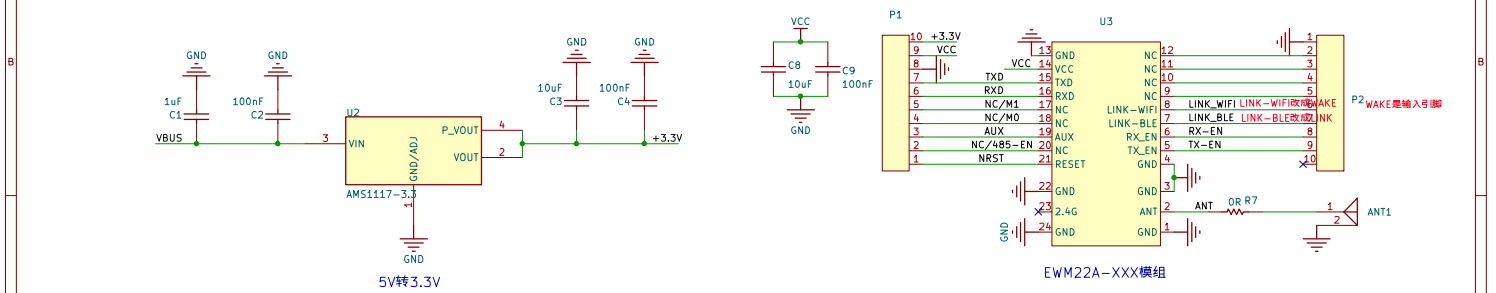 B
GND
GND
1uF
C1
100nF
C2
VBUS
3
U2
VIN
GND/ADJ
P_VOUT
VOUT
4
2
AMS1117-3.3
1
GND
5V转3.3V
GND
GND
10uF
C3
100nF
C4
+3.3V
VCC
C8
10uF
C9
100nF
GND
P1
10 +3.3V
9 VCC
8
7 TXD
6 RXD
5 NC/M1
4 NC/M0
3 AUX
2 NC/485-EN
1 NRST
U3
13 GND
VCC 14 VCC
15 TXD
16 RXD
17 NC
18 NC
19 AUX
20 NC
21 RESET
22 GND
23 2.4G
GND 24 GND
NC 12
NC 11
NC 10
NC 9
LINK-WIFI 8 LINK_WIFI
LINK-BLE 7 LINK_BLE
RX_EN 6 RX-EN
TX_EN 5 TX-EN
GND 4
GND 3
ANT 2 ANT
GND 1
0R R7
LINK-WIFI改成WAKE
LINK-BLE改成LINK
1
2
3
4
5
8
9
10
P2
WAKE是输入引脚
1
2
ANT1
EWM22A-XXX模组
B